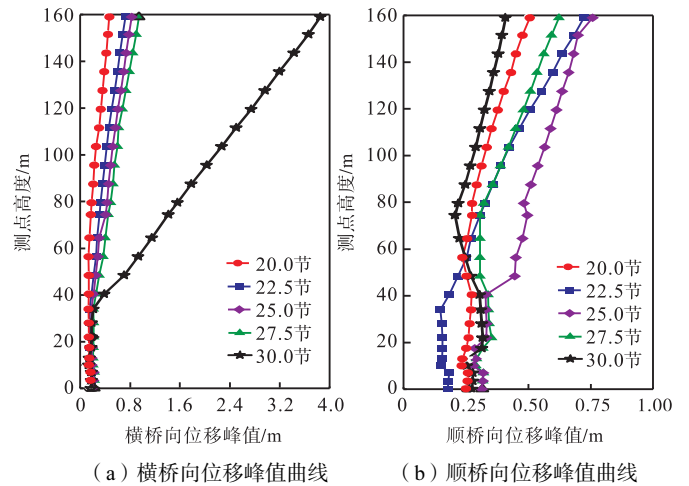 160
140
120
100
80
60
40
20
0
测点高度/m
20.0节
22.5节
25.0节
27.5节
30.0节
0 0.8 1.6 2.4 3.2 4.0
横桥向位移峰值/m
(a)横桥向位移峰值曲线
160
140
120
100
80
60
40
20
0
测点高度/m
20.0节
22.5节
25.0节
27.5节
30.0节
0 0.25 0.50 0.75 1.00
顺桥向位移峰值/m
(b)顺桥向位移峰值曲线